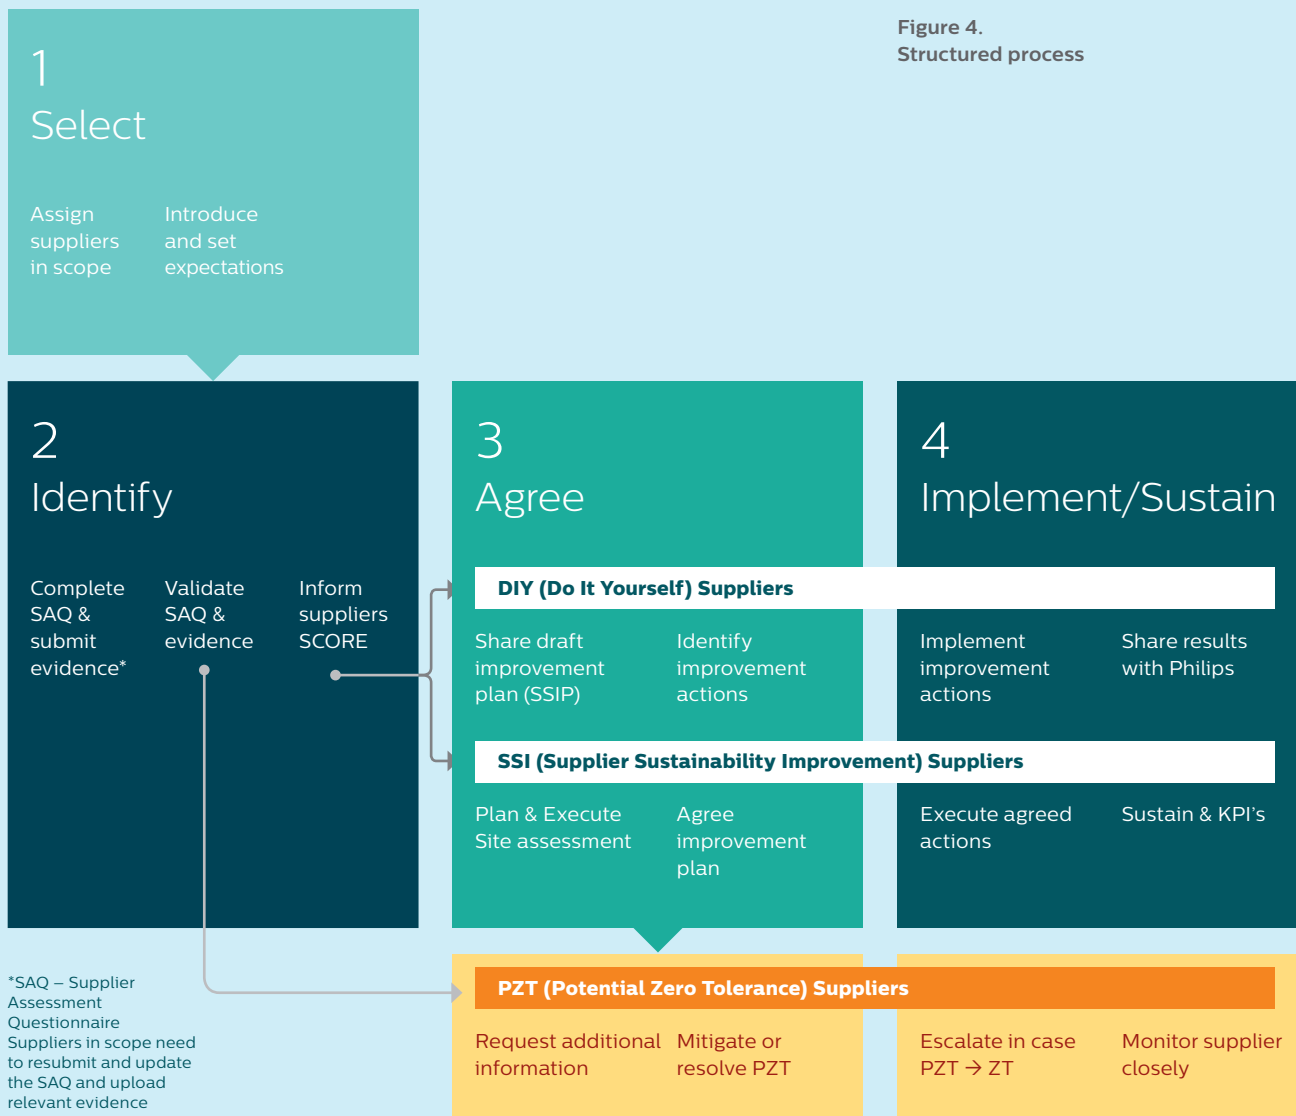 Figure 4.
Structured process
1
Select
Assign
suppliers
in scope
Introduce
and set
expectations
2
Identify
Complete
SAQ &
submit
evidence*
Validate
SAQ &
evidence
Inform
suppliers
SCORE
3
Agree
4
Implement/Sustain
DIY (Do It Yourself) Suppliers
Share draft
improvement
plan (SSIP)
Identify
improvement
actions
Implement
improvement
actions
Share results
with Philips
SSI (Supplier Sustainability Improvement) Suppliers
Plan & Execute
Site assessment
Agree
improvement
plan
Execute agreed
actions
Sustain & KPI's
PZT (Potential Zero Tolerance) Suppliers
Request additional
information
Mitigate or
resolve PZT
Escalate in case
PZT → ZT
Monitor supplier
closely
*SAQ – Supplier
Assessment
Questionnaire
Suppliers in scope need
to resubmit and update
the SAQ and upload
relevant evidence